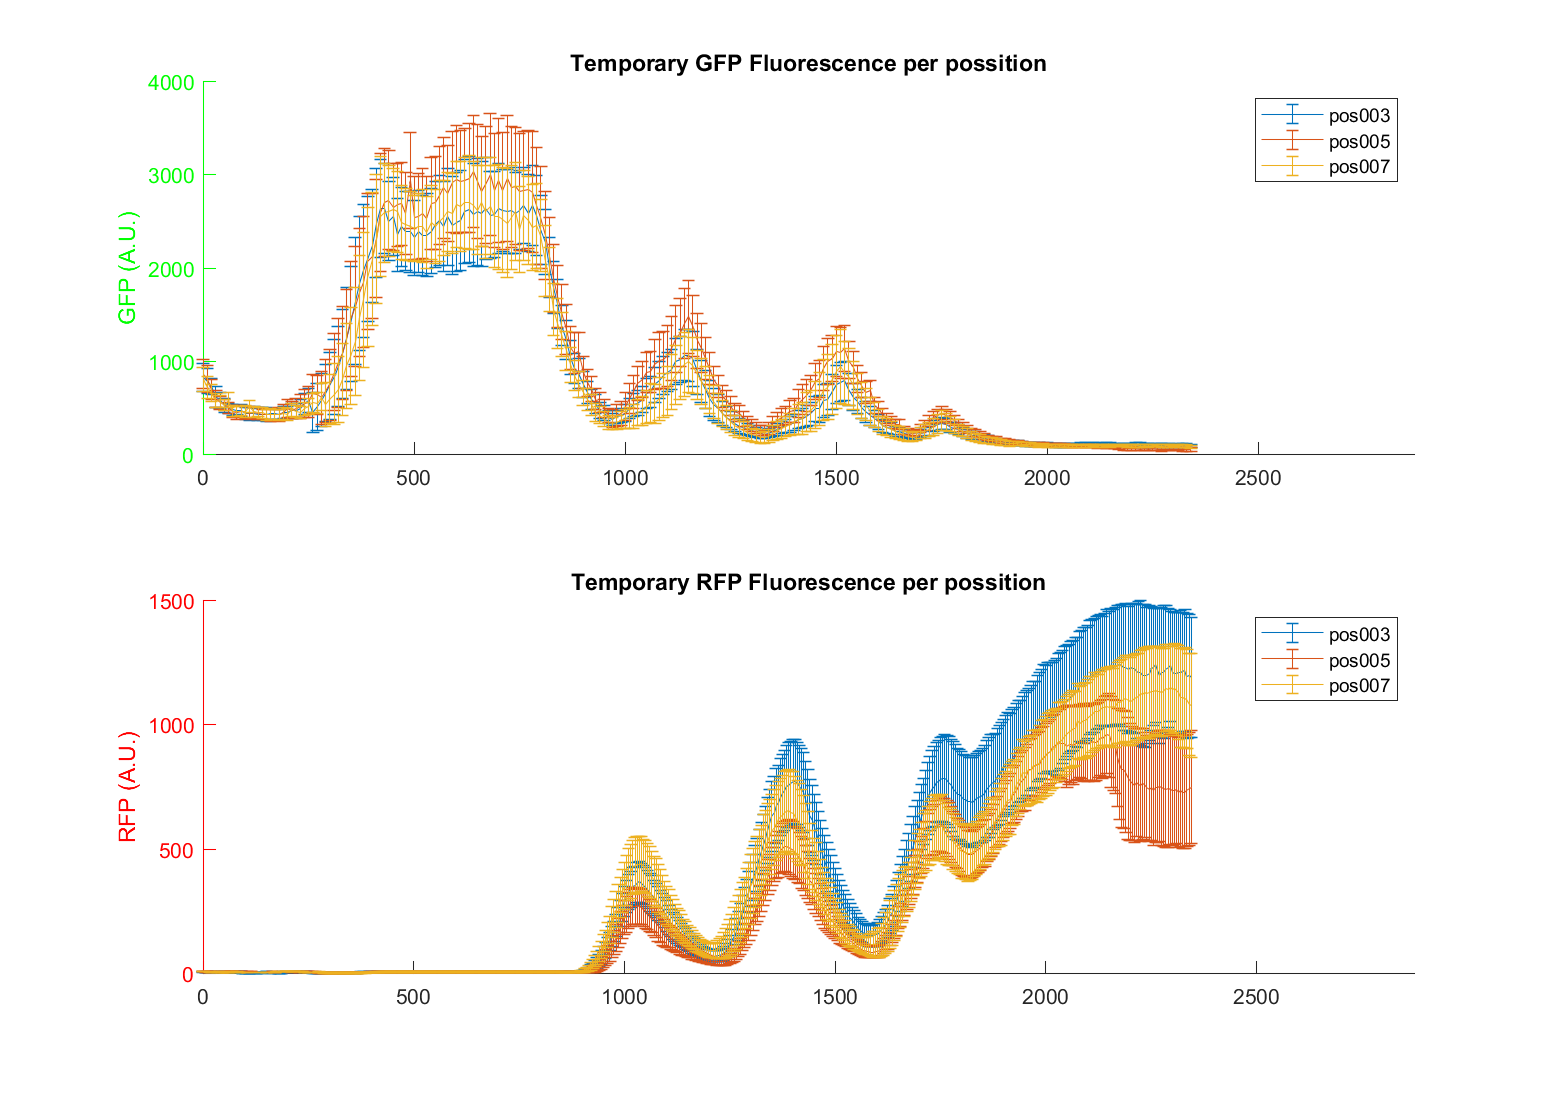 Temporary GFP Fluorescence per possition
4000
3000
2000
1000
0
GFP (A.U.)
0 500 1000 1500 2000 2500
pos003
pos005
pos007
Temporary RFP Fluorescence per possition
1500
1000
500
0
RFP (A.U.)
0 500 1000 1500 2000 2500
pos003
pos005
pos007